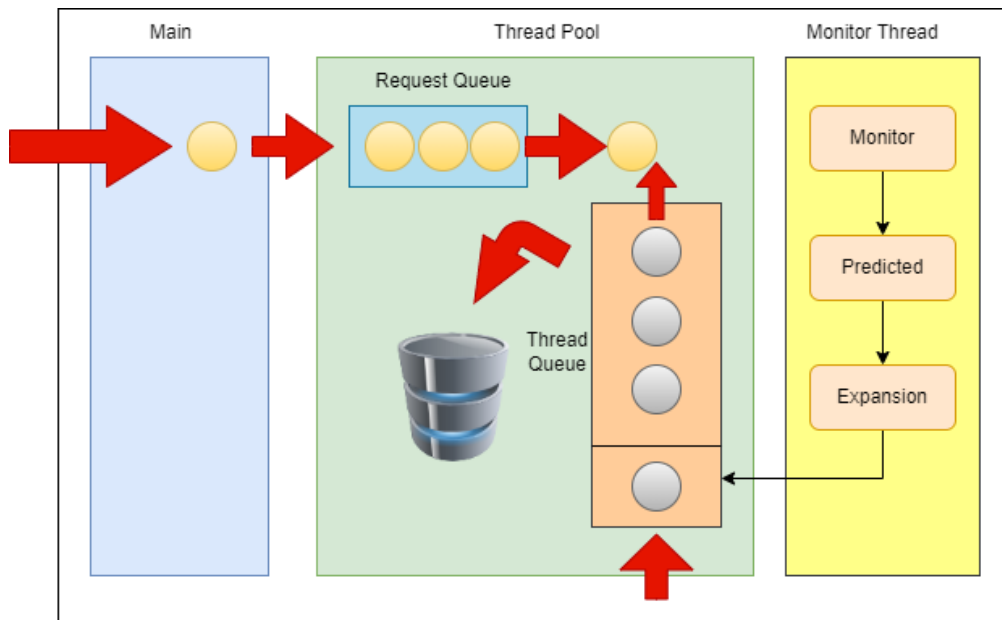 Main
Thread Pool
Monitor Thread
Request Queue
Monitor
Predicted
Thread
Queue
Expansion